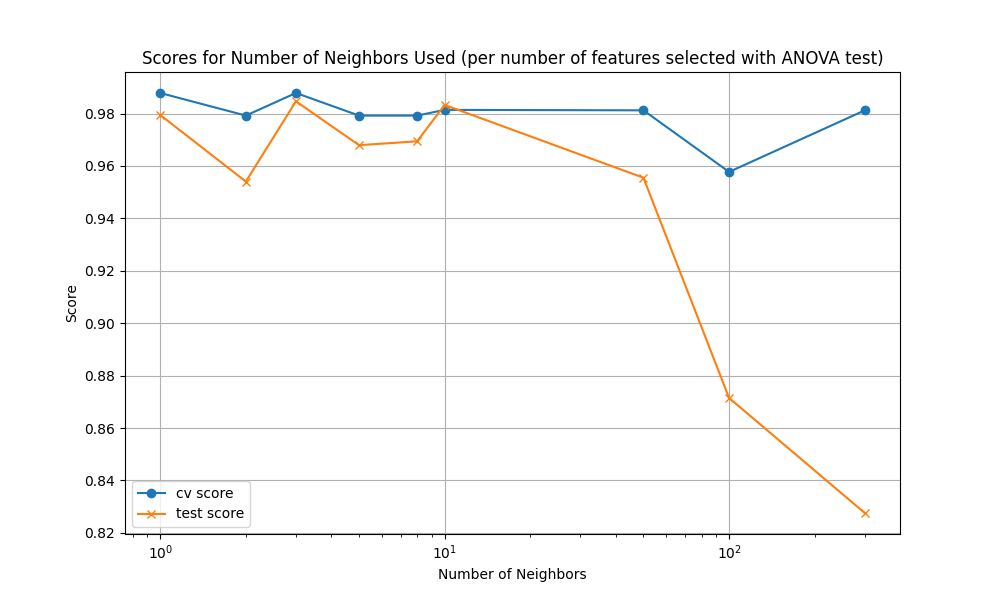 Scores for Number of Neighbors Used (per number of features selected with ANOVA test)
0.98
0.96
0.94
0.92
0.90
0.88
0.86
0.84
0.82
Score
cv score
test score
10⁰
10¹
10²
Number of Neighbors